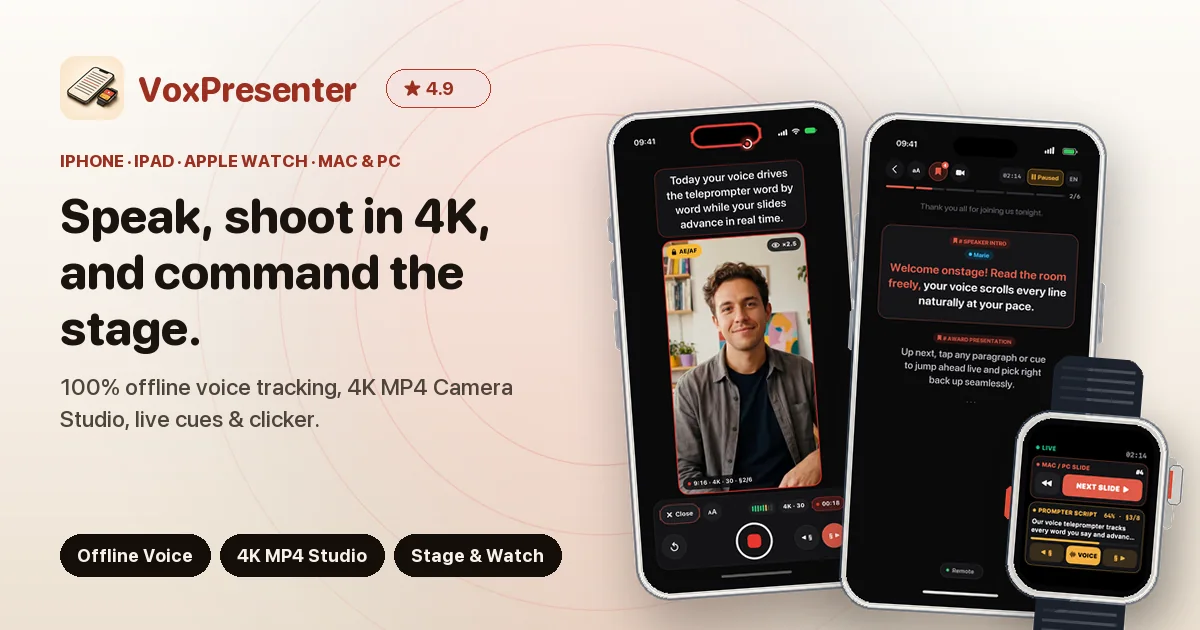 VoxPresenter
★ 4.9
IPHONE · IPAD · APPLE WATCH · MAC & PC
Speak, shoot in 4K,
and command the
stage.
100% offline voice tracking, 4K MP4 Camera
Studio, live cues & clicker.
Offline Voice
4K MP4 Studio
Stage & Watch
09:41
Today your voice drives
the teleprompter word by
word while your slides
advance in real time.
AE/AF
×2.5
9:16 · 4K · 30 · §2/6
Close
AA
4K · 30
00:18
◀ §
§ ▶
09:41
aA
02:14
Paused
EN
2/6
Thank you all for joining us tonight.
# SPEAKER INTRO
Marie
Welcome onstage! Read the room
freely, your voice scrolls every line
naturally at your pace.
# AWARD PRESENTATION
Up next, tap any paragraph or cue
to jump ahead live and pick right
back up seamlessly.
...
Remote
LIVE
02:14
MAC / PC SLIDE
#4
NEXT SLIDE ▶
PROMPTER SCRIPT
64% · §3/8
Our voice teleprompter tracks
every word you say and advanc...
◀ §
VOICE
§ ▶